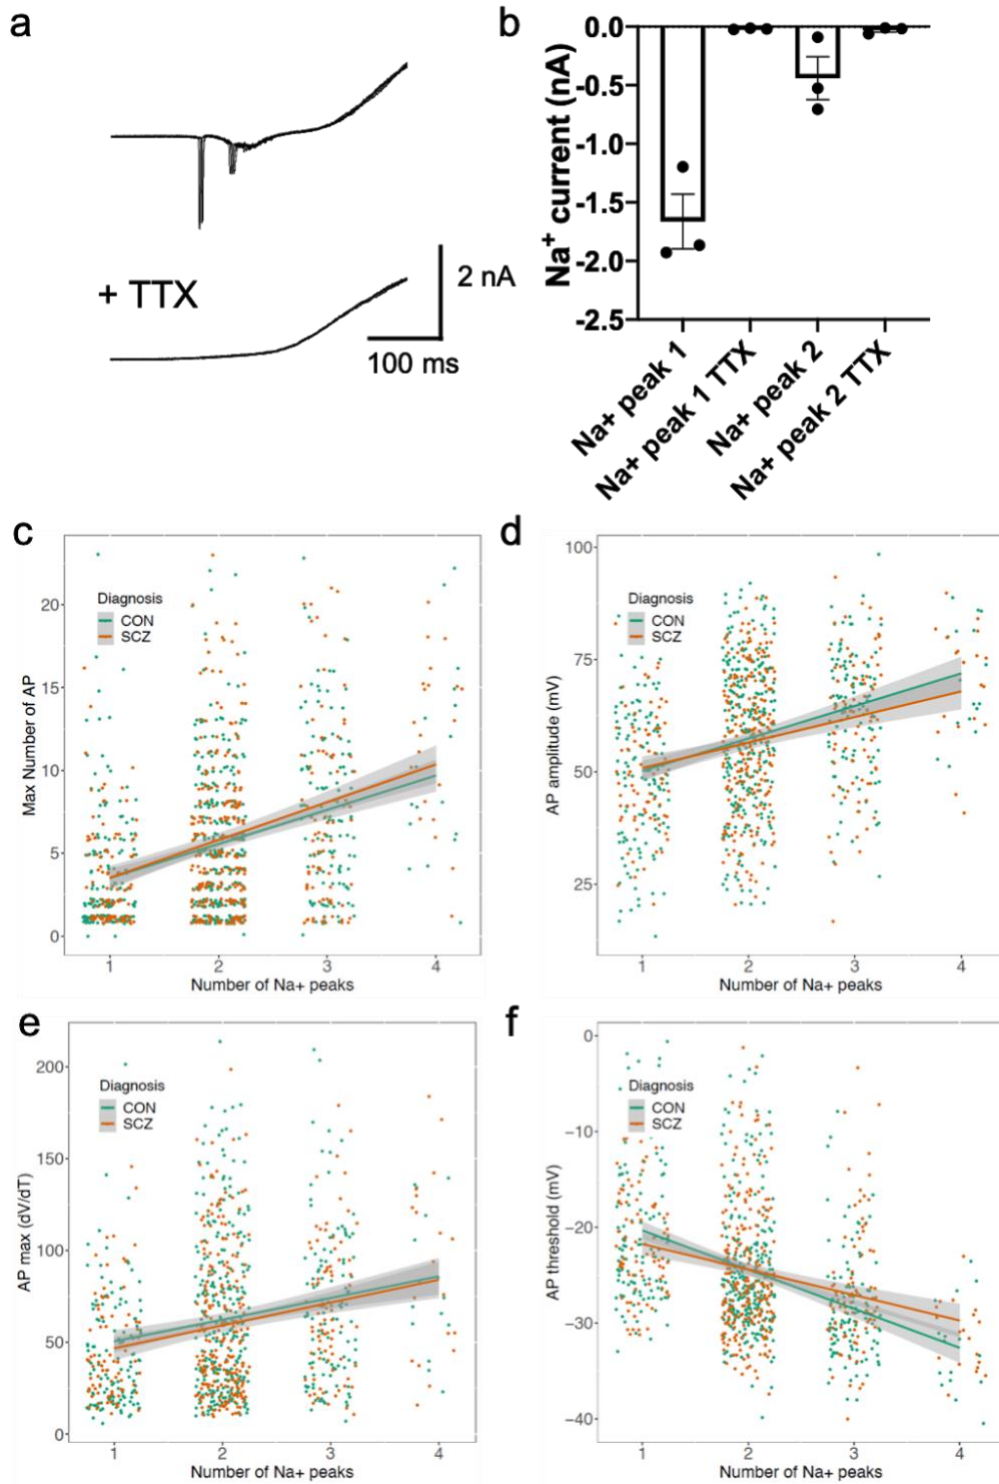 a
+ TTX
2 nA
100 ms
b
Na+ current (nA)
0.0
-0.5
-1.0
-1.5
-2.0
-2.5
Na+ peak 1
Na+ peak 1 TTX
Na+ peak 2
Na+ peak 2 TTX
c
Max Number of AP
20
15
10
5
0
Diagnosis
CON
SCZ
1 2 3 4
Number of Na+ peaks
d
AP amplitude (mV)
100
75
50
25
Diagnosis
CON
SCZ
1 2 3 4
Number of Na+ peaks
e
AP max (dV/dT)
200
150
100
50
0
Diagnosis
CON
SCZ
1 2 3 4
Number of Na+ peaks
f
AP threshold (mV)
0
−10
−20
−30
−40
Diagnosis
CON
SCZ
1 2 3 4
Number of Na+ peaks